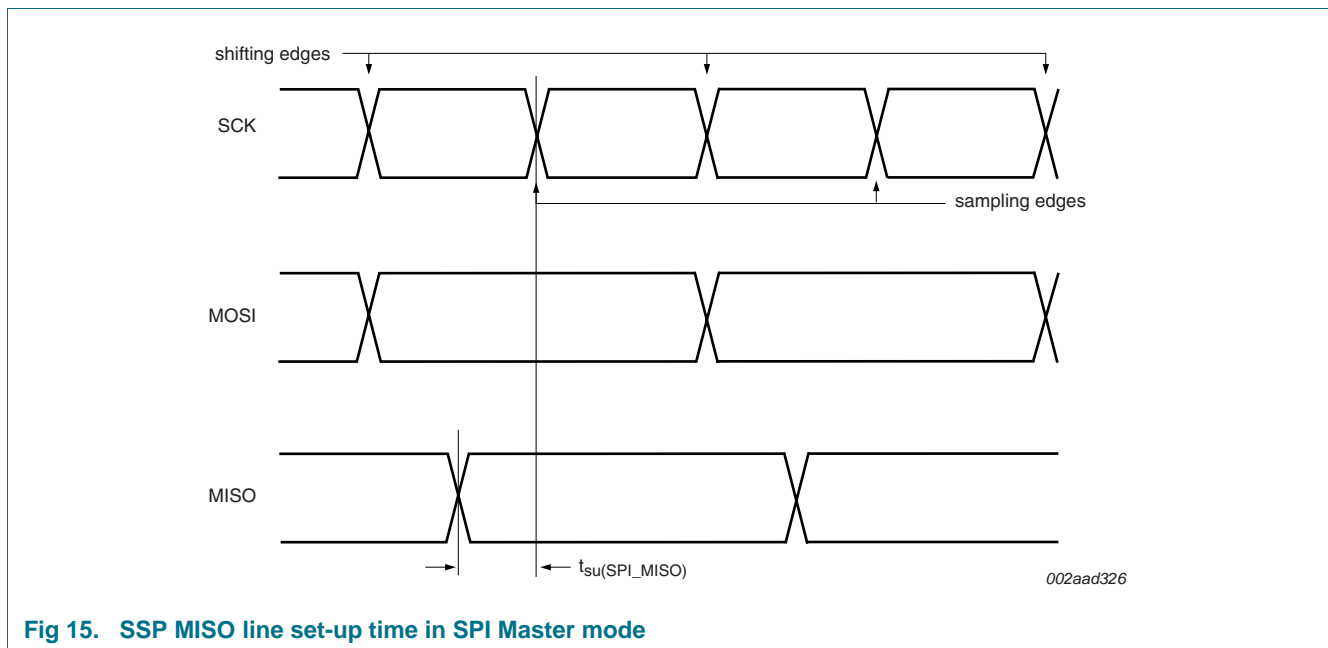 shifting edges
SCK
sampling edges
MOSI
MISO
tsu(SPI_MISO)
002aad326
Fig 15. SSP MISO line set-up time in SPI Master mode